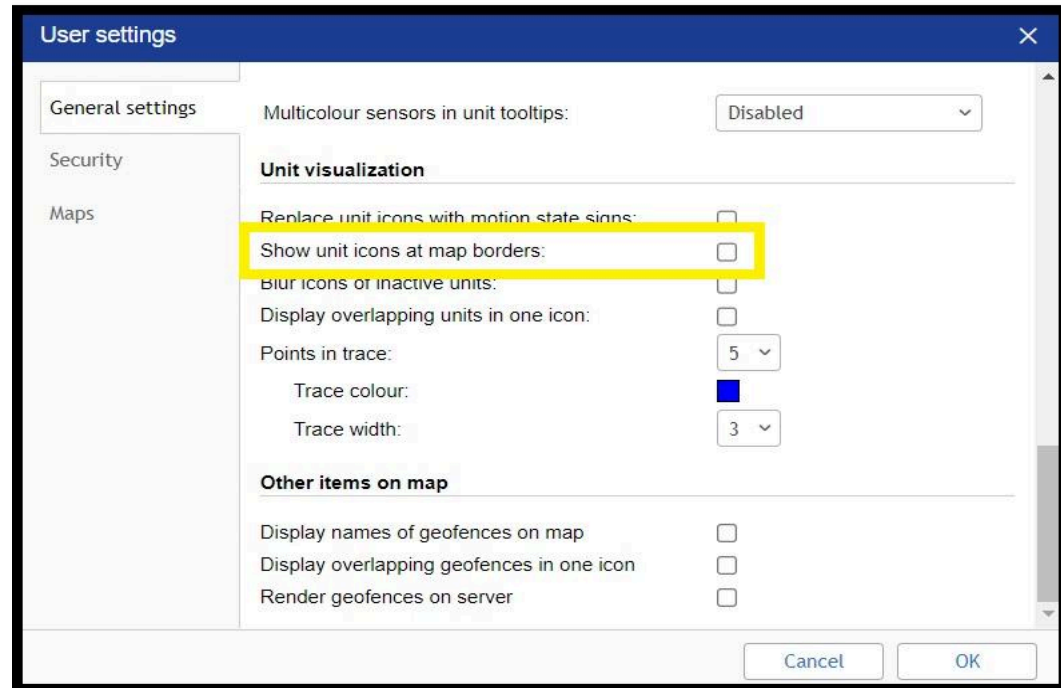 User settings
General settings
Security
Maps
Multicolour sensors in unit tooltips: Disabled
Unit visualization
Replace unit icons with motion state signs:
Show unit icons at map borders:
Blur icons of inactive units:
Display overlapping units in one icon:
Points in trace: 5
Trace colour:
Trace width: 3
Other items on map
Display names of geofences on map
Display overlapping geofences in one icon
Render geofences on server
Cancel OK